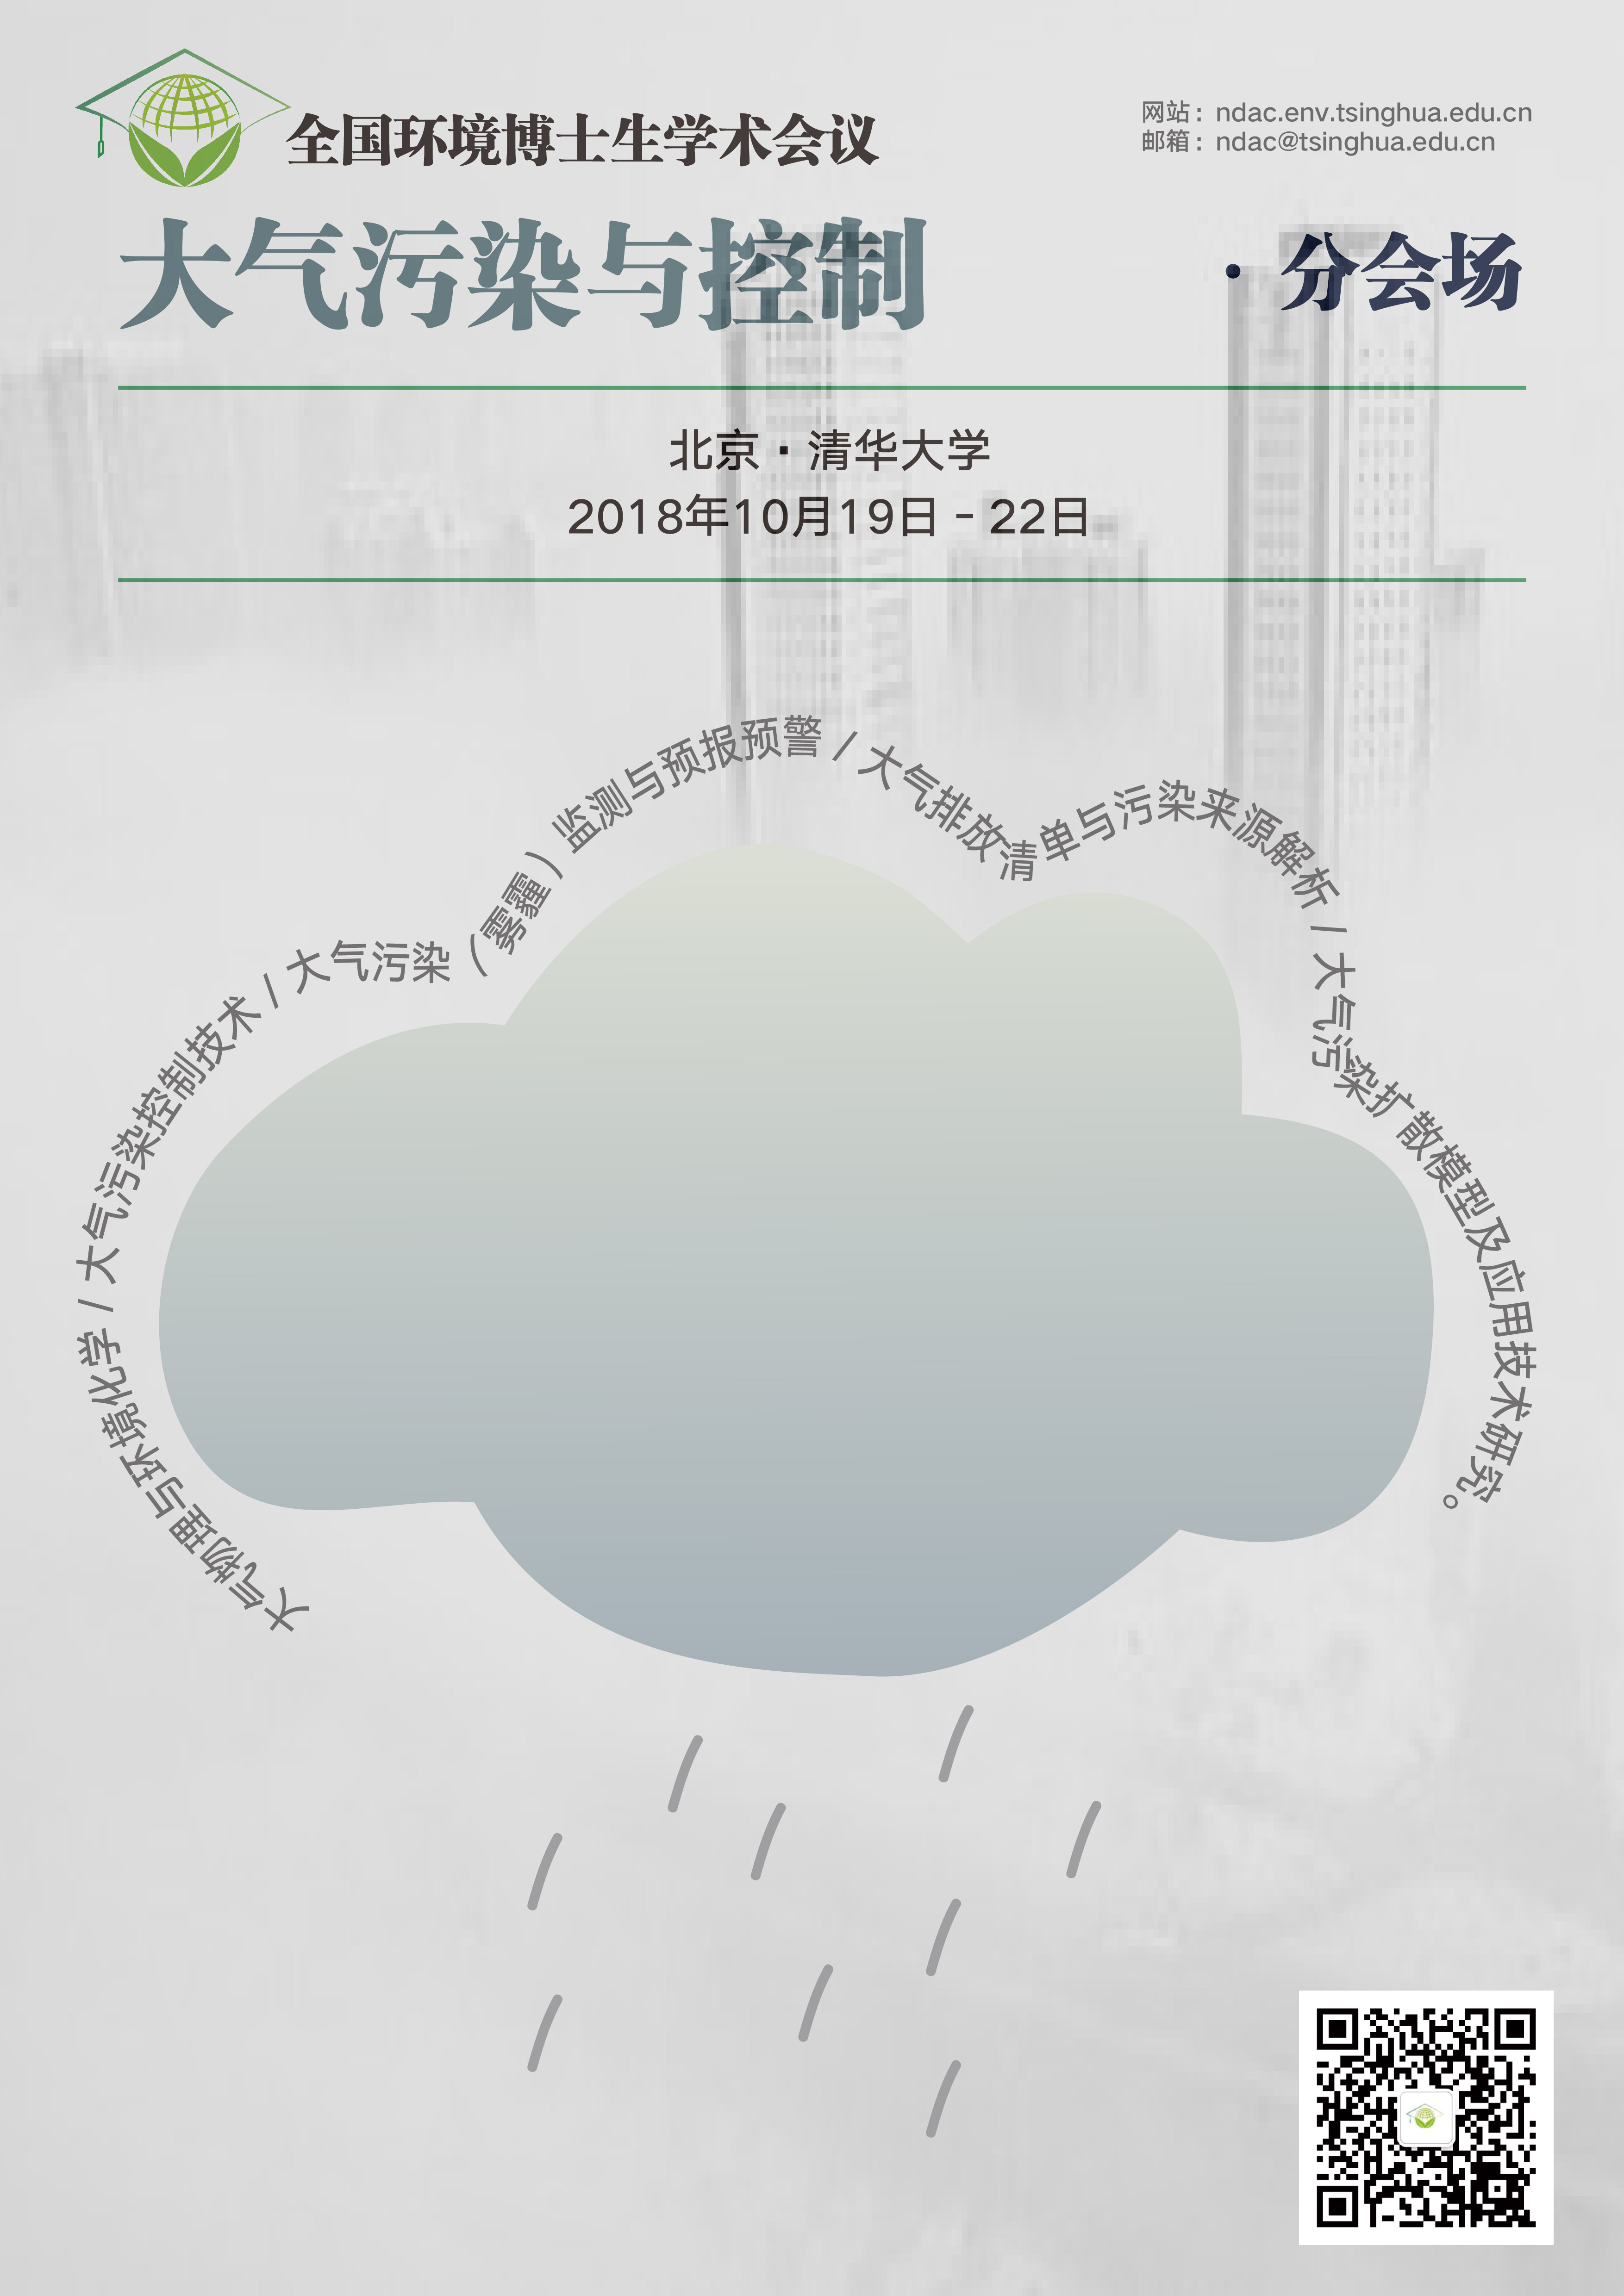 全国环境博士生学术会议
网站：ndac.env.tsinghua.edu.cn
邮箱：ndac@tsinghua.edu.cn
大气污染与控制
·分会场
北京·清华大学
2018年10月19日-22日
大气物理与环境化学 / 大气污染控制技术 / 大气污染（雾霾）监测与预报预警 / 大气排放清单与污染来源解析 / 大气污染扩散模型及应用技术研究。